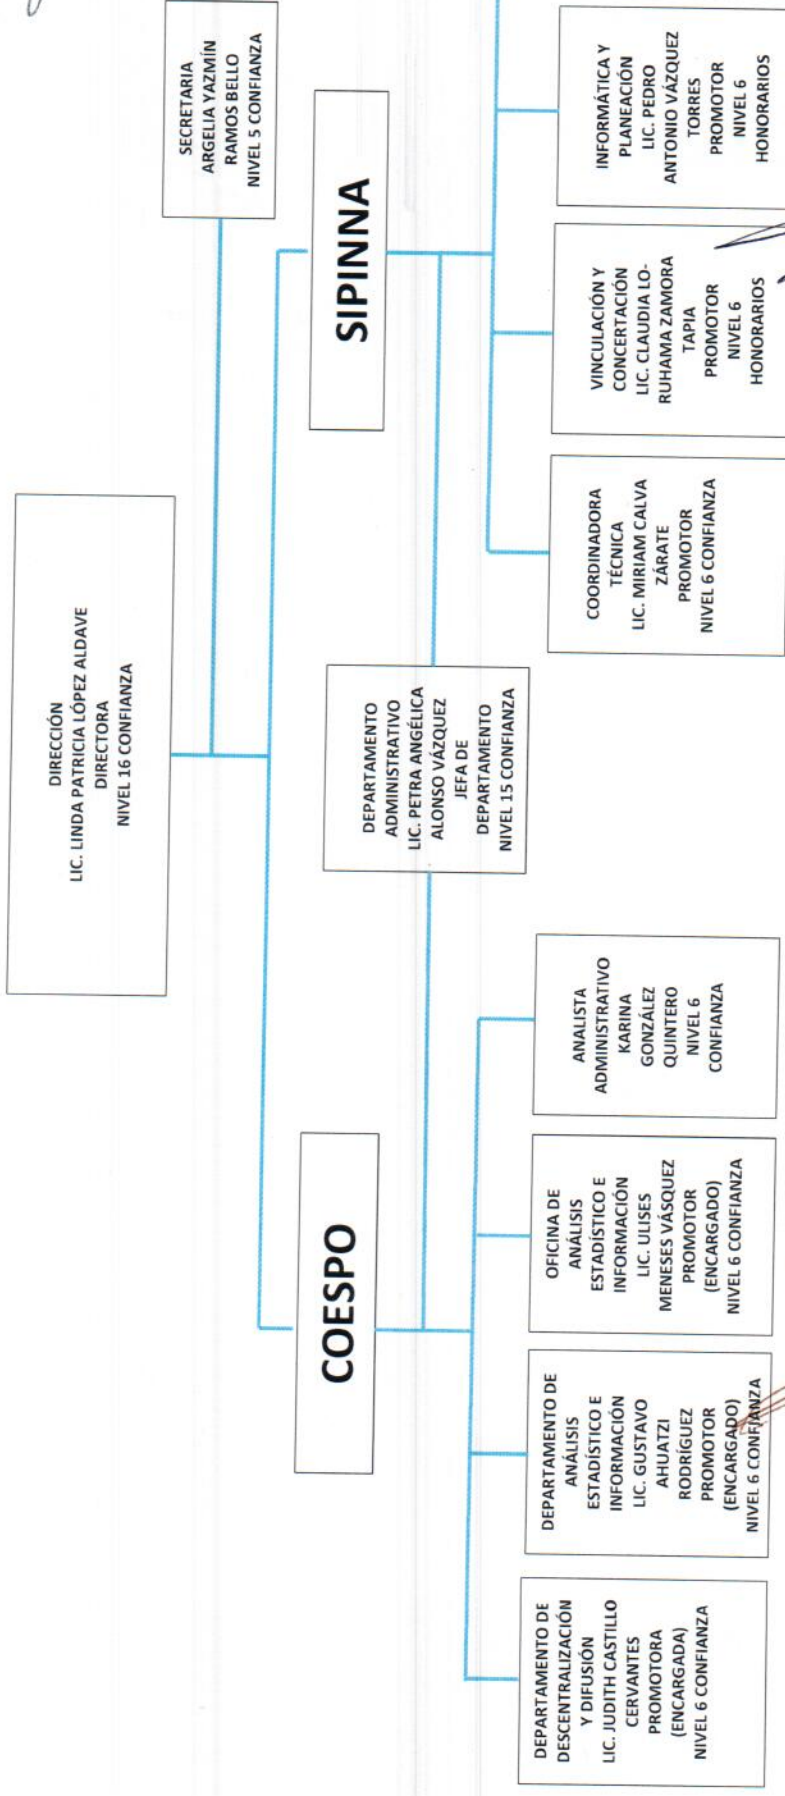 DIRECCIÓN
LIC. LINDA PATRICIA LÓPEZ ALDAVE
DIRECTORA
NIVEL 16 CONFIANZA
SECRETARIA
ARGELIA YAZMÍN
RAMOS BELLO
NIVEL 5 CONFIANZA
COESPO
SIPINNA
DEPARTAMENTO
ADMINISTRATIVO
LIC. PETRA ANGÉLICA
ALONSO VÁZQUEZ
JEFA DE
DEPARTAMENTO
NIVEL 15 CONFIANZA
DEPARTAMENTO DE
DESCENTRALIZACIÓN
Y DIFUSIÓN
LIC. JUDITH CASTILLO
CERVANTES
PROMOTORA
(ENCARGADA)
NIVEL 6 CONFIANZA
DEPARTAMENTO DE
ANÁLISIS
ESTADÍSTICO E
INFORMACIÓN
LIC. GUSTAVO
AHUATZI
RODRÍGUEZ
PROMOTOR
(ENCARGADO)
NIVEL 6 CONFIANZA
OFICINA DE
ANÁLISIS
ESTADÍSTICO E
INFORMACIÓN
LIC. ULISES
MENESES VÁSQUEZ
PROMOTOR
(ENCARGADO)
NIVEL 6 CONFIANZA
ANALISTA
ADMINISTRATIVO
KARINA
GONZÁLEZ
QUINTERO
NIVEL 6
CONFIANZA
COORDINADORA
TÉCNICA
LIC. MIRIAM CALVA
ZÁRATE
PROMOTOR
NIVEL 6 CONFIANZA
VINCULACIÓN Y
CONCERTACIÓN
LIC. CLAUDIA LO-
RUHAMA ZAMORA
TAPIA
PROMOTOR
NIVEL 6
HONORARIOS
INFORMÁTICA Y
PLANEACIÓN
LIC. PEDRO
ANTONIO VÁZQUEZ
TORRES
PROMOTOR
NIVEL 6
HONORARIOS